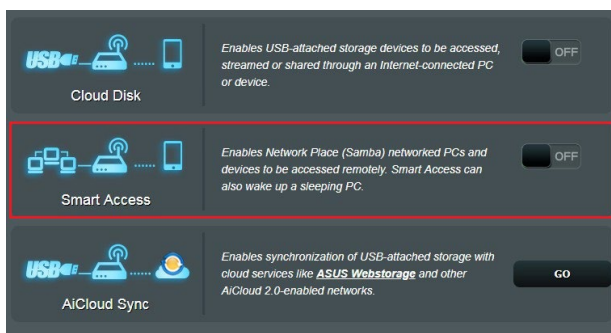 USB
Cloud Disk
Enables USB-attached storage devices to be accessed,
streamed or shared through an Internet-connected PC
or device.
OFF
Smart Access
Enables Network Place (Samba) networked PCs and
devices to be accessed remotely. Smart Access can
also wake up a sleeping PC.
OFF
USB
AiCloud Sync
Enables synchronization of USB-attached storage with
cloud services like ASUS Webstorage and other
AiCloud 2.0-enabled networks.
GO